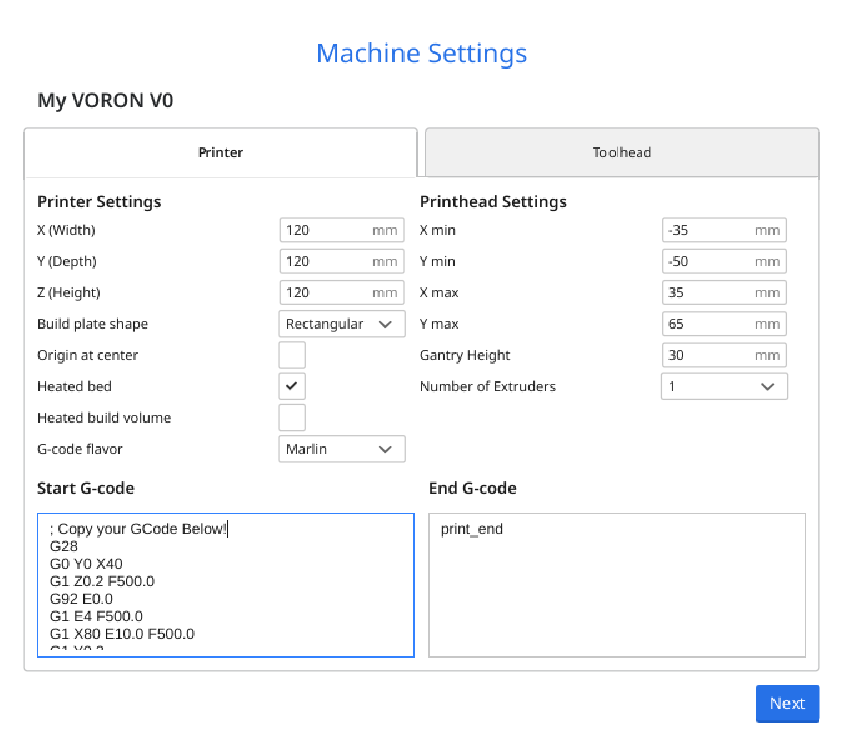 Machine Settings
My VORON V0
Printer
Toolhead
Printer Settings
X (Width)
120 mm
Y (Depth)
120 mm
Z (Height)
120 mm
Build plate shape
Rectangular
Origin at center
Heated bed
Heated build volume
G-code flavor
Marlin
Printhead Settings
X min
-35 mm
Y min
-50 mm
X max
35 mm
Y max
65 mm
Gantry Height
30 mm
Number of Extruders
1
Start G-code
; Copy your GCode Below!
G28
G0 Y0 X40
G1 Z0.2 F500.0
G92 E0.0
G1 E4 F500.0
G1 X80 E10.0 F500.0
End G-code
print_end
Next